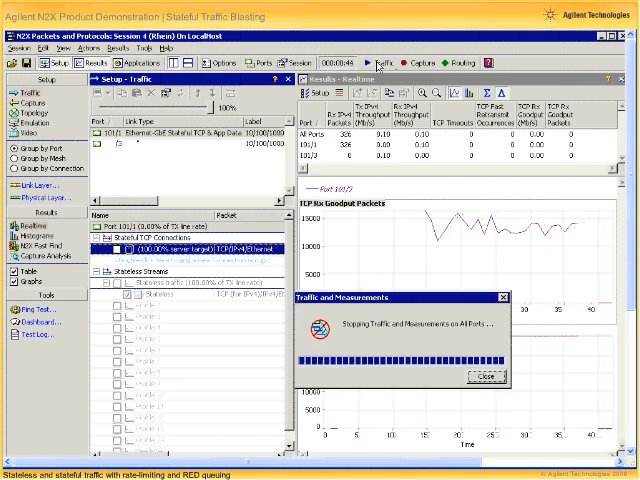 Agilent N2X Product Demonstration | Stateful Traffic Blasting
Agilent Technologies
N2X Packets and Protocols: Session 4 (Rhein) On LocalHost
Session Edit View Actions Results Tools Help
Setup Results Applications Options Ports Session 000:00:44 Traffic Capture Routing
Setup
Traffic
Capture
Topology
Emulation
Video
Group by Port
Group by Mesh
Group by Connection
Link Layer...
Physical Layer...
Results
Realtime
Histograms
N2X Fast Find
Capture Analysis
Table
Graphs
Tools
Ping Test...
Dashboard...
Test Log...
Setup - Traffic
100%
Port / Link Type Label
101/1 Ethernet-GbE Stateful TCP & App Data 10/100/1000
/3 " 10/100/1000
Name Packet
Port 101/1 (0.00% of TX line rate)
Stateful TCP Connections
(100.00% server target) TCP/IPv4/Ethernet
Stateless Streams
Stateless traffic (100.00% of TX line rate)
Stateless TCP (for IPv4)/IPv4/E
Results - Realtime
Setup
Port / Rx IPv4 Packets Tx IPv4 Throughput (Mb/s) Rx IPv4 Throughput (Mb/s) TCP Timeouts TCP Fast Retransmit Occurrences TCP Rx Goodput (Mb/s) TCP Rx Goodput Packets
All Ports 326 0.10 0.10 0 0 0.00 0
101/1 326 0.00 0.10 0 0 0.00 0
101/3 0 0.10 0.00 0 0 0.00 0
Port 101/3
TCP Rx Goodput Packets
15000
10000
5000
Traffic and Measurements
Stopping Traffic and Measurements on All Ports ...
Close
30 35 40
10000
5000
0
0 5 10 15 20 25 30 35 40
Time
Stateless and stateful traffic with rate-limiting and RED queuing
© Agilent Technologies 2006